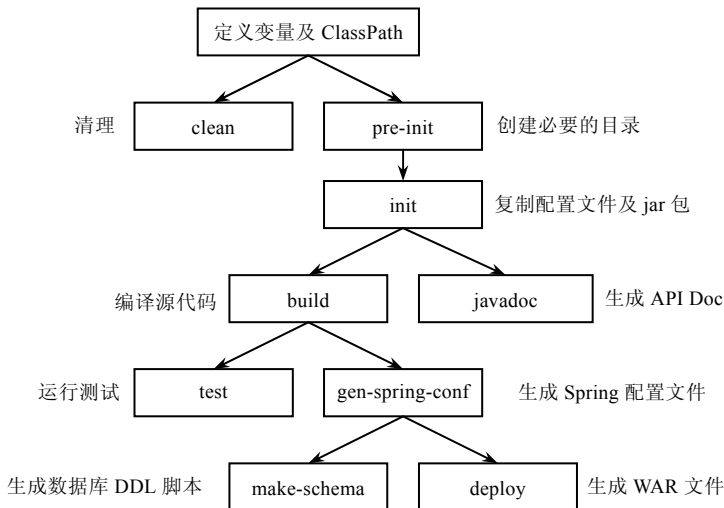 定义变量及 ClassPath
清理
clean
pre-init
创建必要的目录
init
复制配置文件及 jar 包
编译源代码
build
javadoc
生成 API Doc
运行测试
test
gen-spring-conf
生成 Spring 配置文件
生成数据库 DDL 脚本
make-schema
deploy
生成 WAR 文件